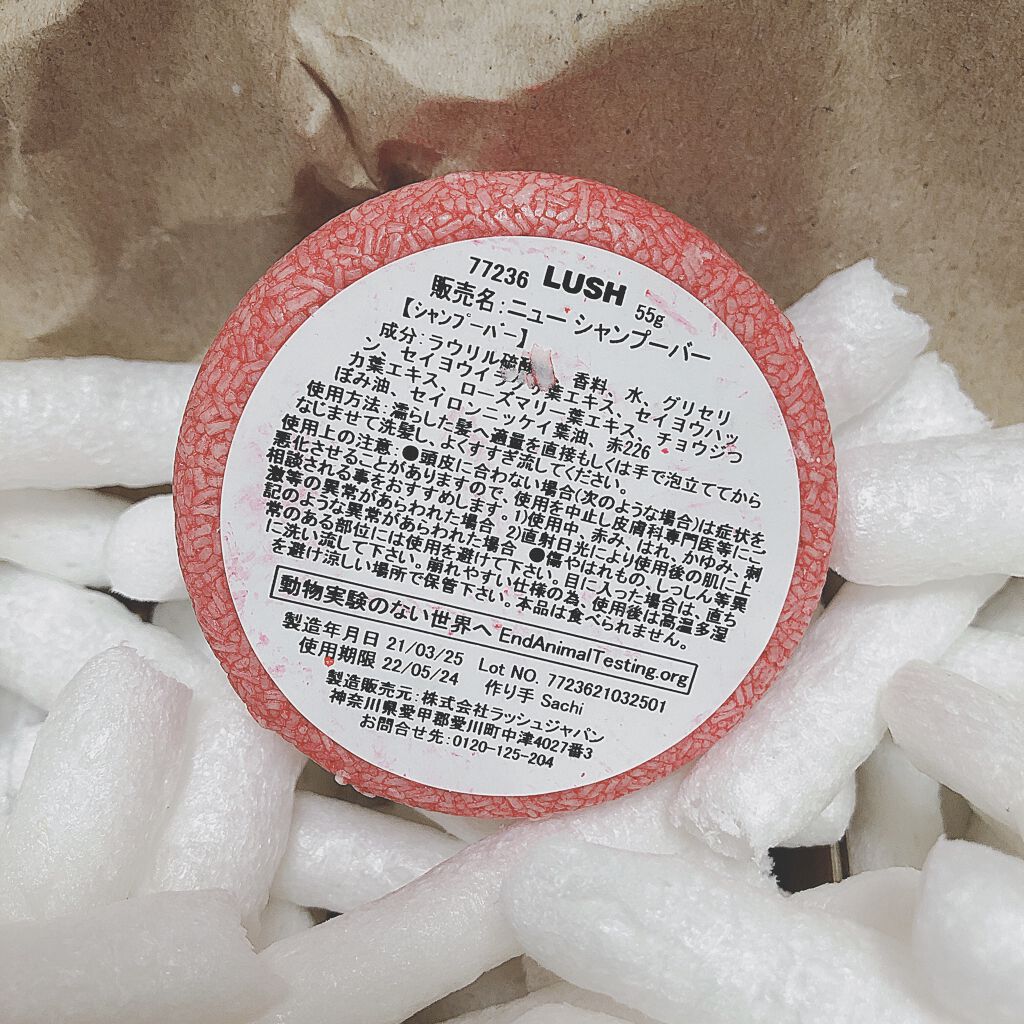 77236 LUSH 55g
販売名:ニュー シャンプーバー
【シャンプーバー】
成分:ラウリル硫酸 香料、水、グリセリ
ン、セイヨウイラクサ葉エキス、セイヨウハッ
カ葉エキス、ローズマリー葉エキス、チョウジつ
ぼみ油、セイロンニッケイ葉油、赤226
使用方法:濡らした髪へ適量を直接もしくは手で泡立ててから
なじませて洗髪し、よくすすぎ流してください。
使用上の注意:●頭皮に合わない場合(次のような場合)は症状を
悪化させることがありますので、使用を中止し皮膚科専門医等にご
相談される事をおすすめします。1)使用中、赤み、はれ、かゆみ、刺
激等の異常があらわれた場合 2)直射日光により使用後の肌に上
記のような異常があらわれた場合 ●傷やはれもの、しっしん等異
常のある部位には使用を避けて下さい。目に入った場合は、直ち
に洗い流して下さい。崩れやすい仕様の為、使用後は高温多湿
を避け涼しい場所で保管下さい。本品は食べられません。
動物実験のない世界へ EndAnimalTesting.org
製造年月日 21/03/25 Lot NO. 7723621032501
使用期限 22/05/24 作り手 Sachi
製造販売元:株式会社ラッシュジャパン
神奈川県愛甲郡愛川町中津4027番3
お問合せ先:0120-125-204